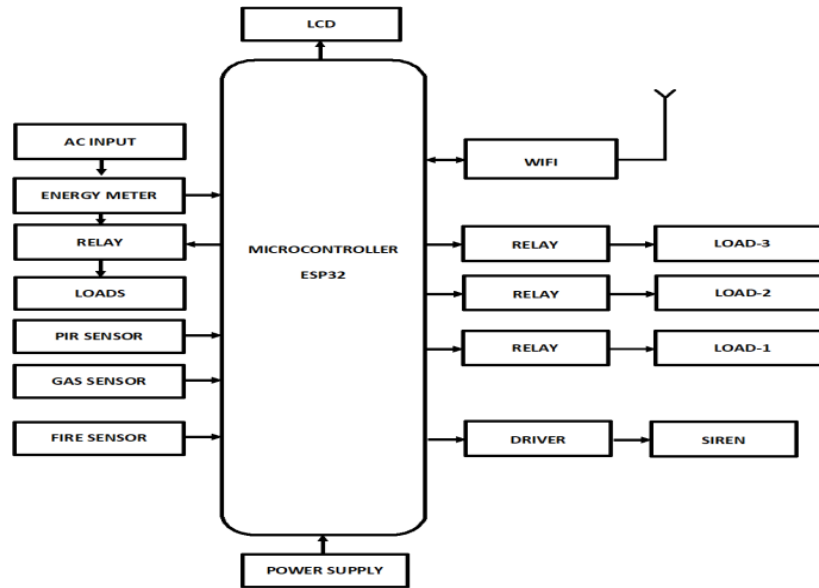 LCD
AC INPUT
ENERGY METER
RELAY
LOADS
PIR SENSOR
GAS SENSOR
FIRE SENSOR
MICROCONTROLLER
ESP32
WIFI
RELAY
LOAD-3
RELAY
LOAD-2
RELAY
LOAD-1
DRIVER
SIREN
POWER SUPPLY